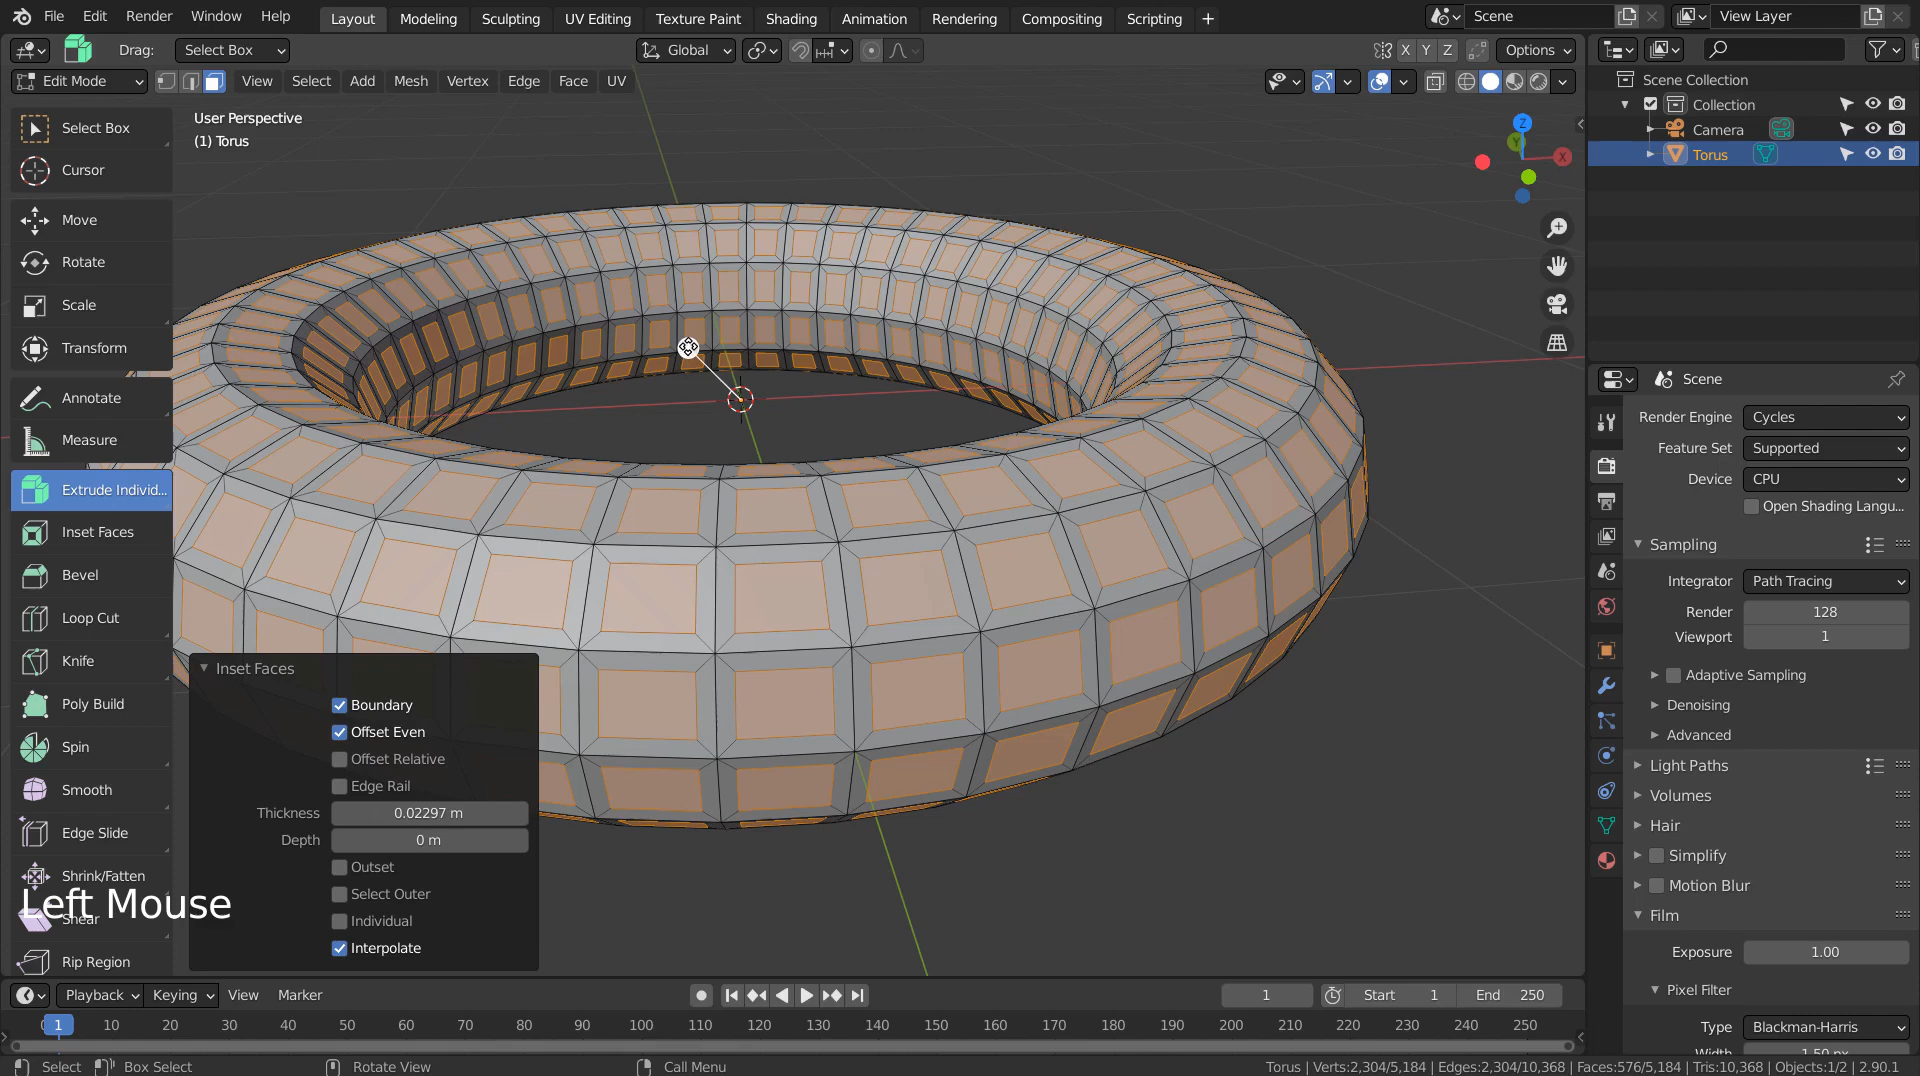 File Edit Render Window Help Layout Modeling Sculpting UV Editing Texture Paint Shading Animation Rendering Compositing Scripting + Scene View Layer
Drag: Select Box Global X Y Z Options
Edit Mode View Select Add Mesh Vertex Edge Face UV
User Perspective
(1) Torus
Select Box
Cursor
Move
Rotate
Scale
Transform
Annotate
Measure
Extrude Individ...
Inset Faces
Bevel
Loop Cut
Knife
Poly Build
Spin
Smooth
Edge Slide
Shrink/Fatten
Shear
Rip Region
Left Mouse
Z
Y
X
Inset Faces
Boundary
Offset Even
Offset Relative
Edge Rail
Thickness 0.02297 m
Depth 0 m
Outset
Select Outer
Individual
Interpolate
Scene Collection
Collection
Camera
Torus
Scene
Render Engine Cycles
Feature Set Supported
Device CPU
Open Shading Langu...
Sampling
Integrator Path Tracing
Render 128
Viewport 1
Adaptive Sampling
Denoising
Advanced
Light Paths
Volumes
Hair
Simplify
Motion Blur
Film
Exposure 1.00
Pixel Filter
Type Blackman-Harris
Width 1.50 px
Playback Keying View Marker 1 Start 1 End 250
0 1 10 20 30 40 50 60 70 80 90 100 110 120 130 140 150 160 170 180 190 200 210 220 230 240 250
Select Box Select Rotate View Call Menu Torus | Verts:2,304/5,184 | Edges:2,304/10,368 | Faces:576/5,184 | Tris:10,368 | Objects:1/2 | 2.90.1